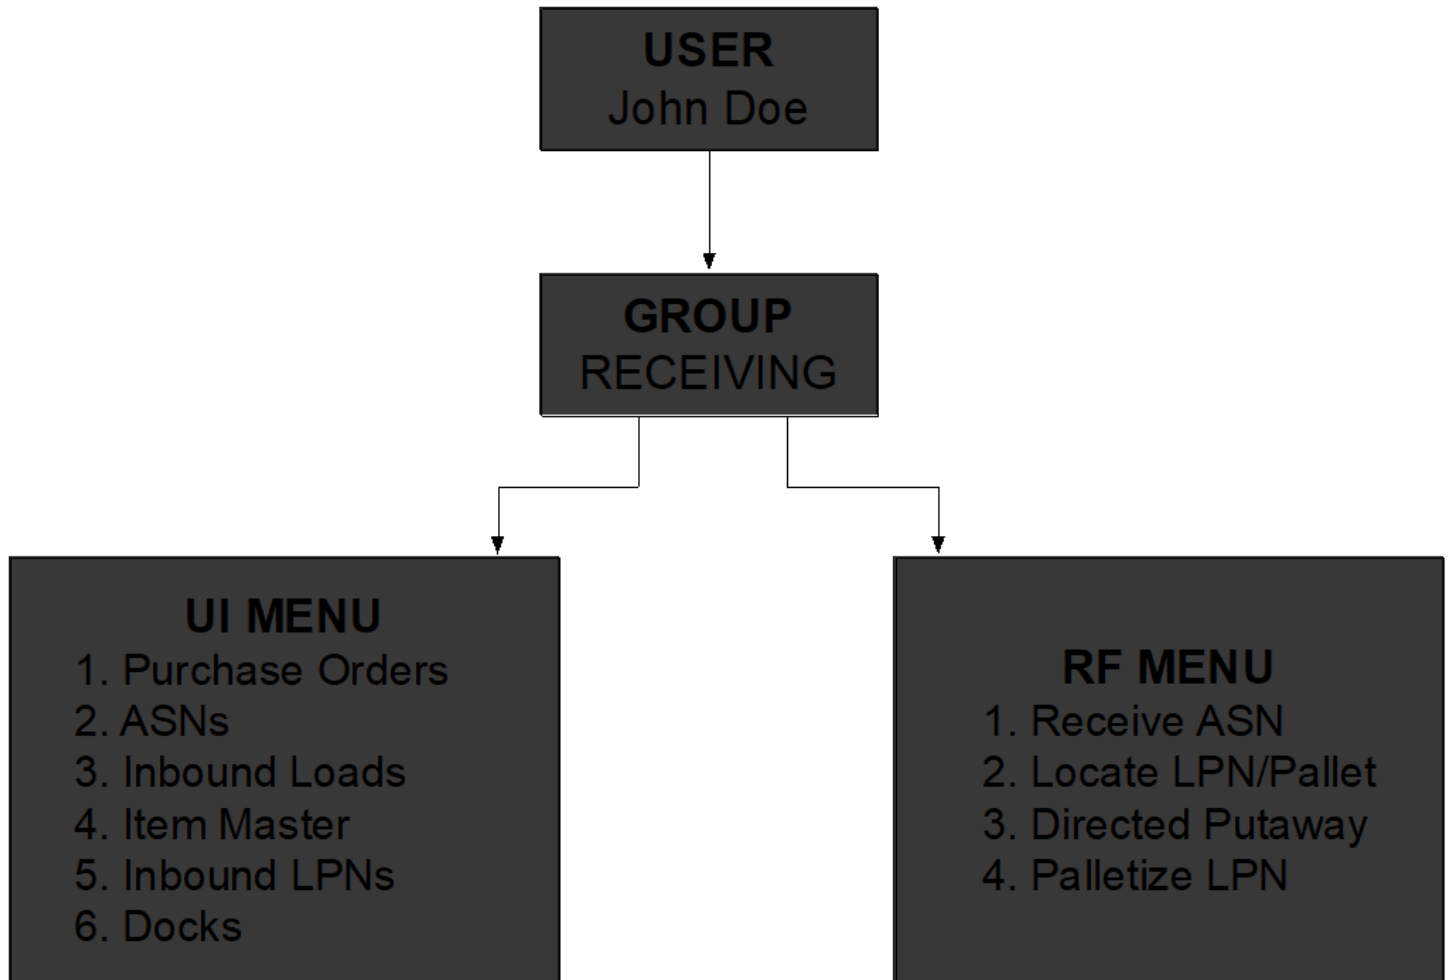 USER
John Doe
GROUP
RECEIVING
UI MENU
1. Purchase Orders
2. ASNs
3. Inbound Loads
4. Item Master
5. Inbound LPNs
6. Docks
RF MENU
1. Receive ASN
2. Locate LPN/Pallet
3. Directed Putaway
4. Palletize LPN